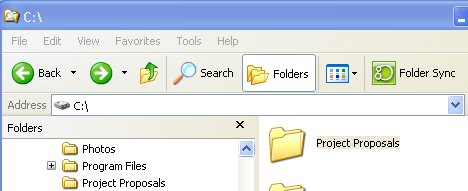 C:\
File Edit View Favorites Tools Help
Back Search Folders Folder Sync
Address C:\
Folders
Photos
Program Files
Project Proposals
Project Proposals